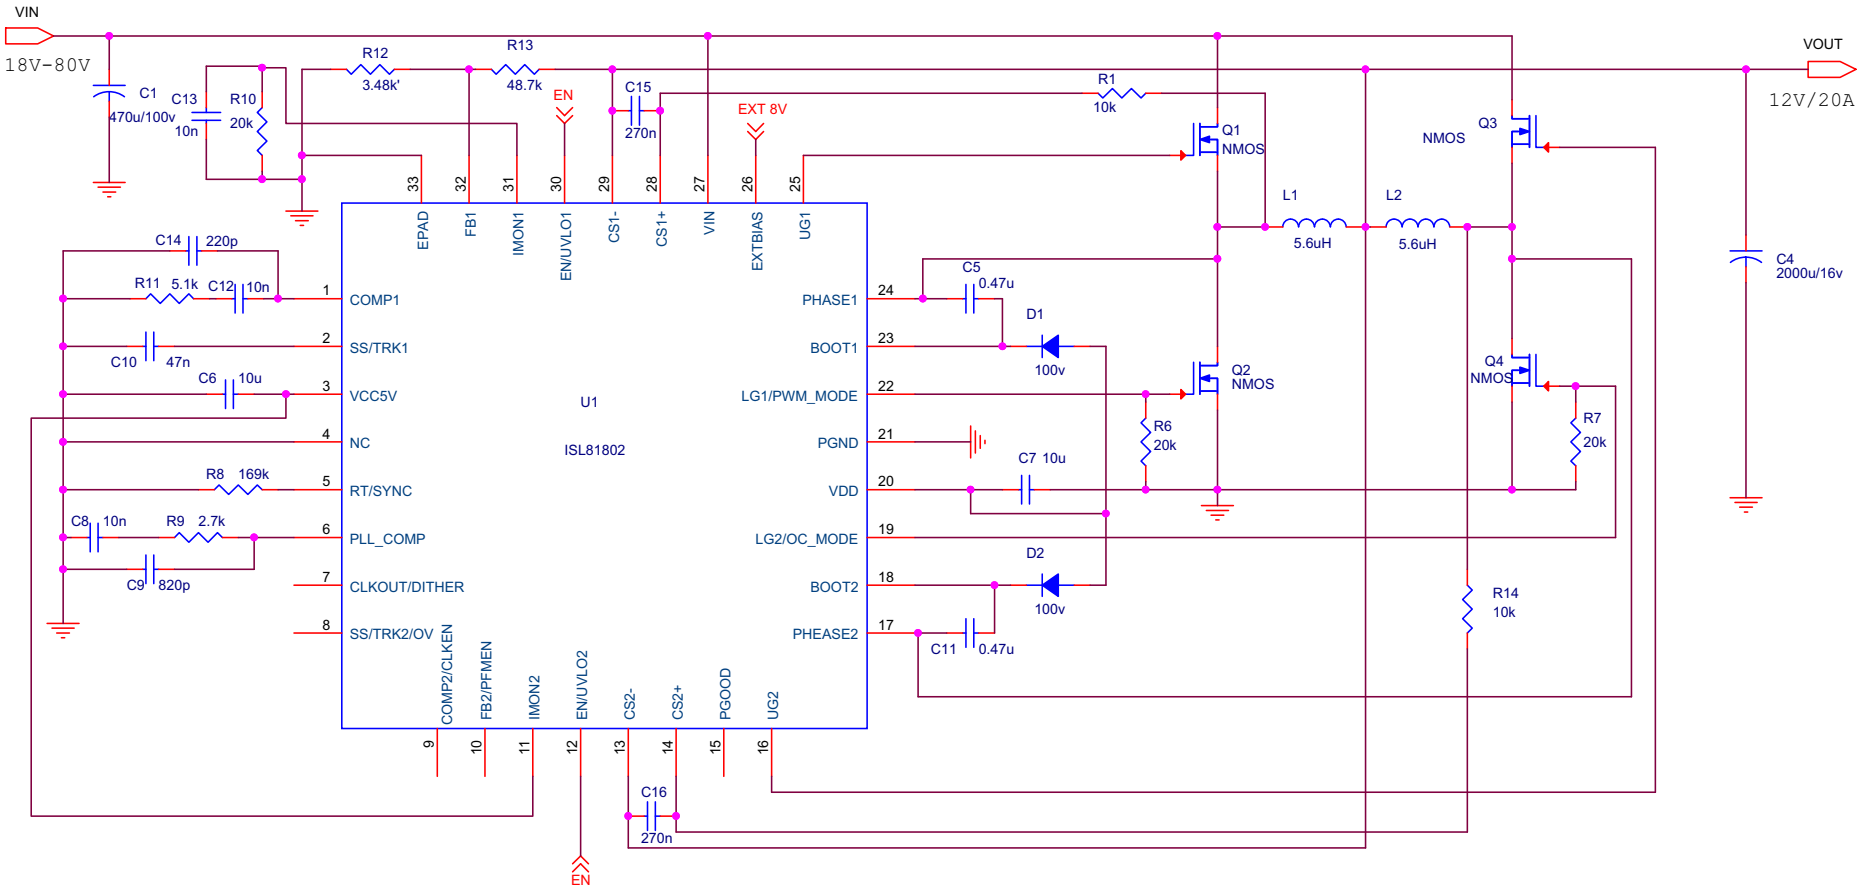 VIN
18V-80V
C1
470u/100v
C13
10n
R10
20k
R12
3.48k'
R13
48.7k
EN
C15
270n
EXT 8V
R1
10k
Q1
NMOS
Q3
NMOS
VOUT
12V/20A
33
32
31
30
29
28
27
26
25
EPAD
FB1
IMON1
EN/UVLO1
CS1-
CS1+
VIN
EXTBIAS
UG1
L1
5.6uH
L2
5.6uH
C4
2000u/16v
C14 220p
R11 5.1k C12 10n
1 COMP1
C10 47n
2 SS/TRK1
C6 10u
3 VCC5V
4 NC
R8 169k
5 RT/SYNC
C8 10n R9 2.7k
6 PLL_COMP
C9 820p
7 CLKOUT/DITHER
8 SS/TRK2/OV
U1
ISL81802
PHASE1 24
BOOT1 23
LG1/PWM_MODE 22
PGND 21
VDD 20
LG2/OC_MODE 19
BOOT2 18
PHEASE2 17
C5
0.47u
D1
100v
Q2
NMOS
Q4
NMOS
R6
20k
R7
20k
C7 10u
D2
100v
C11 0.47u
R14
10k
COMP2/CLKEN
FB2/PFMEN
IMON2
EN/UVLO2
CS2-
CS2+
PGOOD
UG2
9
10
11
12
13
14
15
16
C16
270n
EN